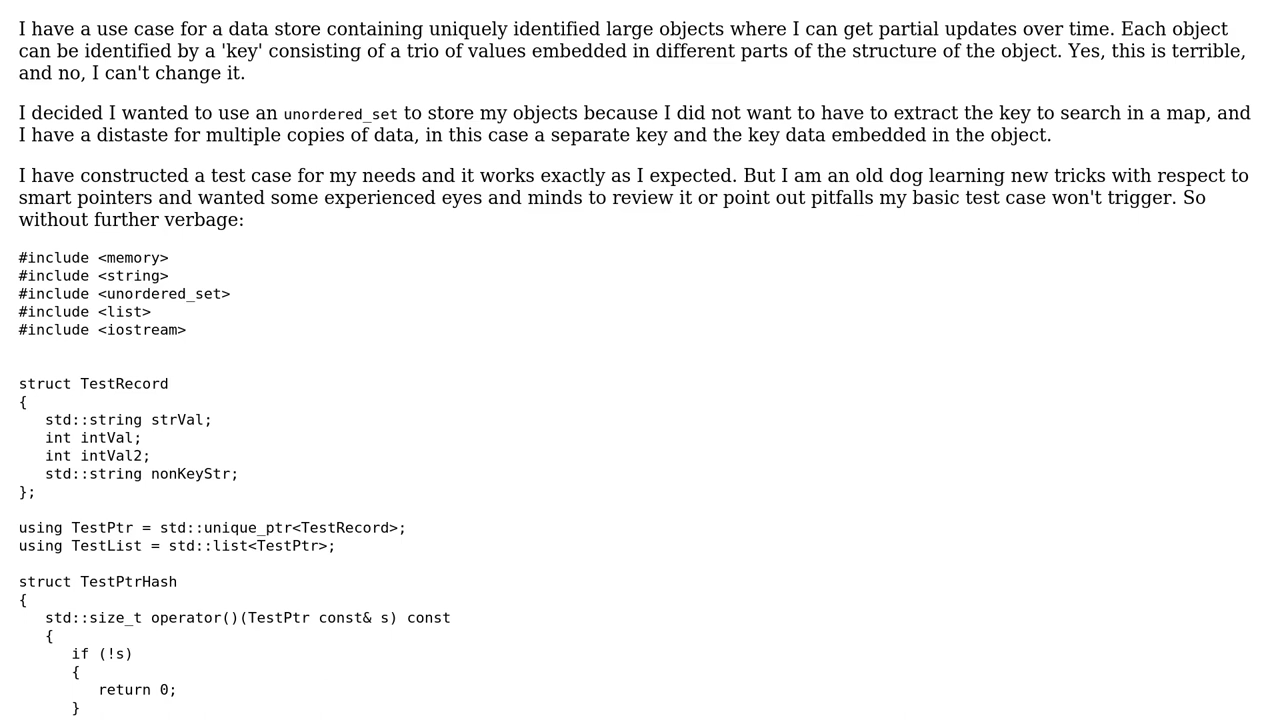 I have a use case for a data store containing uniquely identified large objects where I can get partial updates over time. Each object
can be identified by a 'key' consisting of a trio of values embedded in different parts of the structure of the object. Yes, this is terrible,
and no, I can't change it.
I decided I wanted to use an unordered_set to store my objects because I did not want to have to extract the key to search in a map, and
I have a distaste for multiple copies of data, in this case a separate key and the key data embedded in the object.
I have constructed a test case for my needs and it works exactly as I expected. But I am an old dog learning new tricks with respect to
smart pointers and wanted some experienced eyes and minds to review it or point out pitfalls my basic test case won't trigger. So
without further verbage:
#include <memory>
#include <string>
#include <unordered_set>
#include <list>
#include <iostream>
struct TestRecord
{
   std::string strVal;
   int intVal;
   int intVal2;
   std::string nonKeyStr;
};
using TestPtr = std::unique_ptr<TestRecord>;
using TestList = std::list<TestPtr>;
struct TestPtrHash
{
   std::size_t operator()(TestPtr const& s) const
   {
      if (!s)
      {
         return 0;
      }